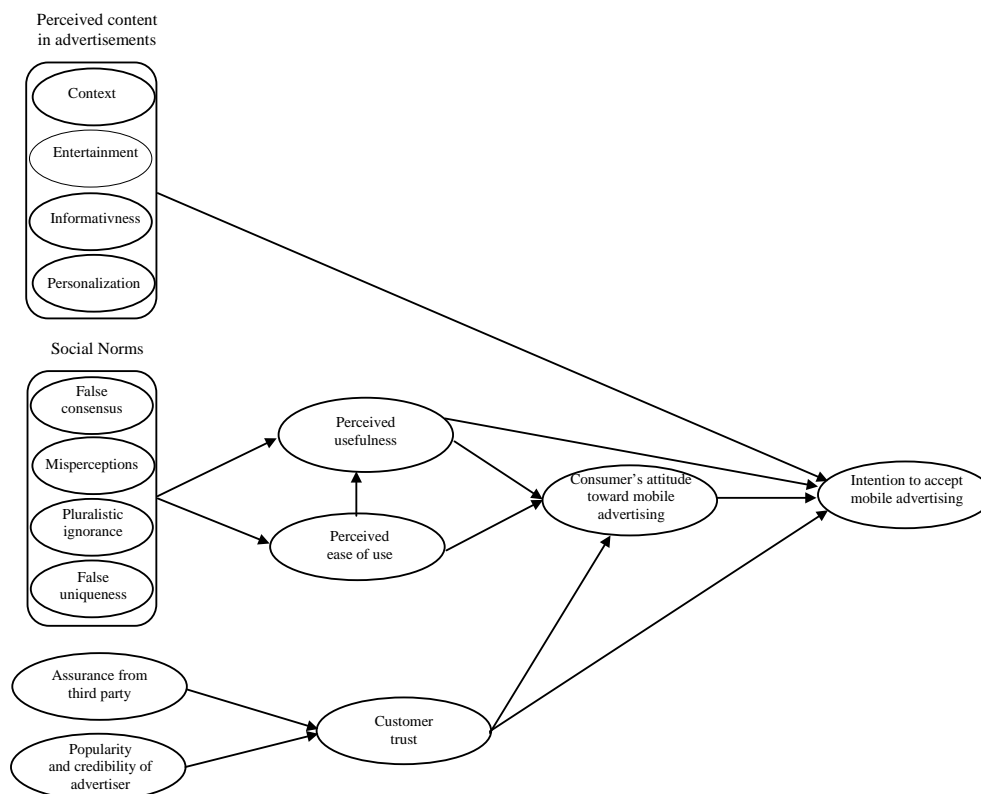 Perceived content
in advertisements
Context
Entertainment
Informativness
Personalization
Social Norms
False
consensus
Misperceptions
Pluralistic
ignorance
False
uniqueness
Perceived
usefulness
Perceived
ease of use
Consumer's attitude
toward mobile
advertising
Intention to accept
mobile advertising
Assurance from
third party
Popularity
and credibility of
advertiser
Customer
trust